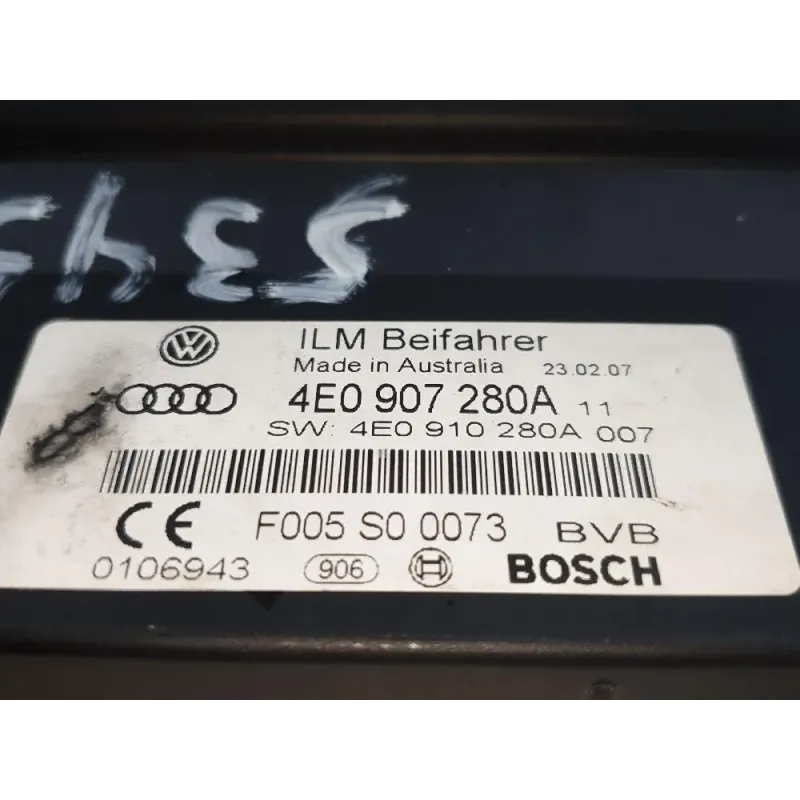 ILM Beifahrer
Made in Australia 23.02.07
4E0 907 280A 11
SW: 4E0 910 280A 007
CE F005 S0 0073 BVB
0106943 906 BOSCH